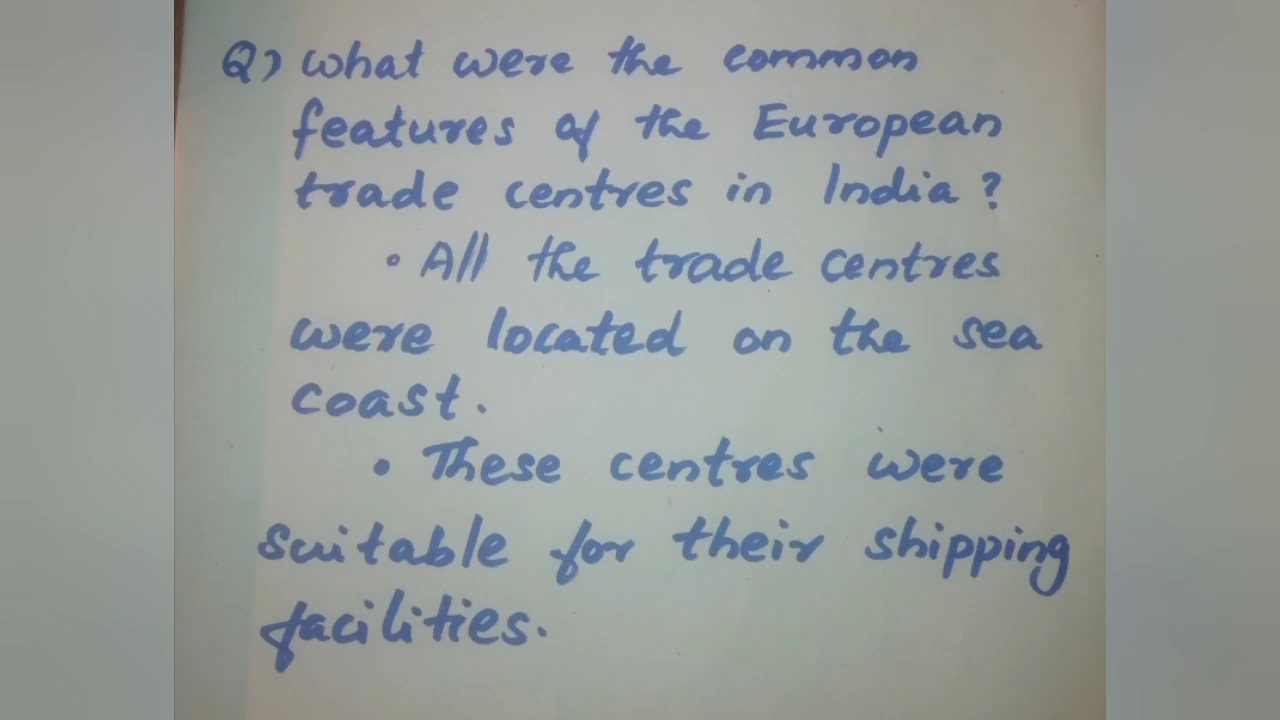 Q) What were the common
features of the European
trade centres in India?
• All the trade centres
were located on the sea
coast.
• These centres were
suitable for their shipping
facilities.